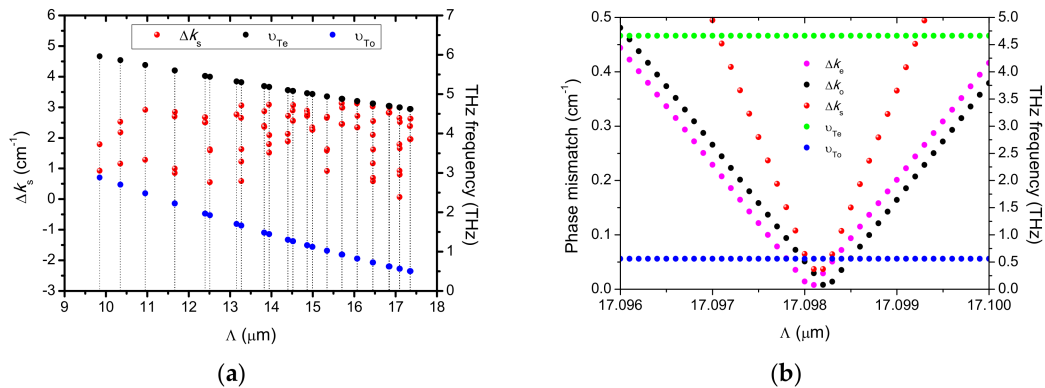 Δks υTe υTo
6
5
4
3
2
1
0
-1
-2
-3
Δks (cm-1)
7
6
5
4
3
2
1
0
THz frequency (THz)
9 10 11 12 13 14 15 16 17 18
Λ (μm)
(a)
0.5
0.4
0.3
0.2
0.1
0.0
Phase mismatch (cm-1)
Δke
Δko
Δks
υTe
υTo
5.0
4.5
4.0
3.5
3.0
2.5
2.0
1.5
1.0
0.5
0.0
THz frequency (THz)
17.096 17.097 17.098 17.099 17.100
Λ (μm)
(b)